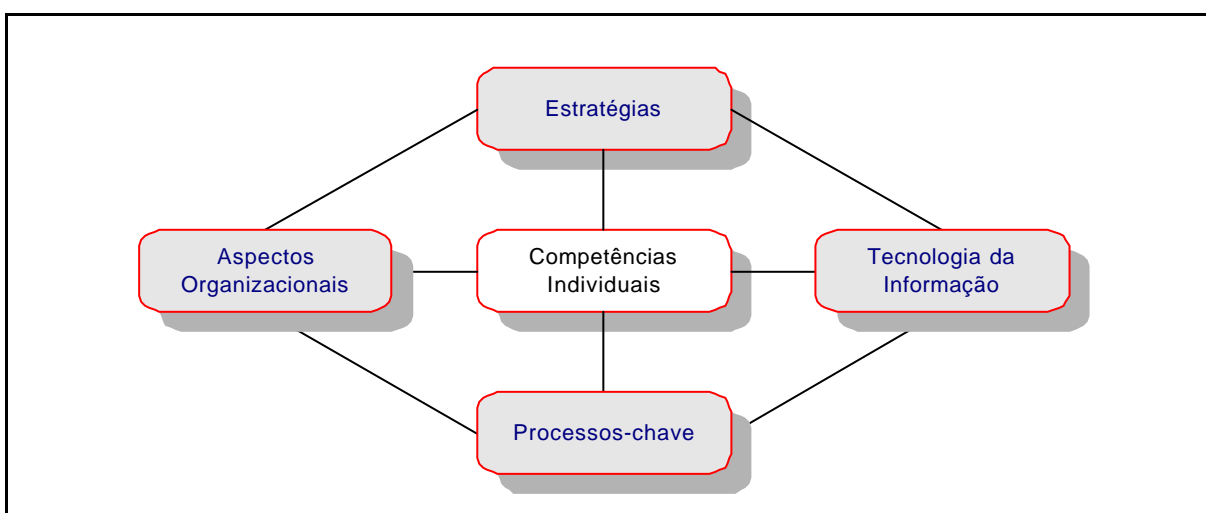 Estratégias
Aspectos
Organizacionais
Competências
Individuais
Tecnologia da
Informação
Processos-chave